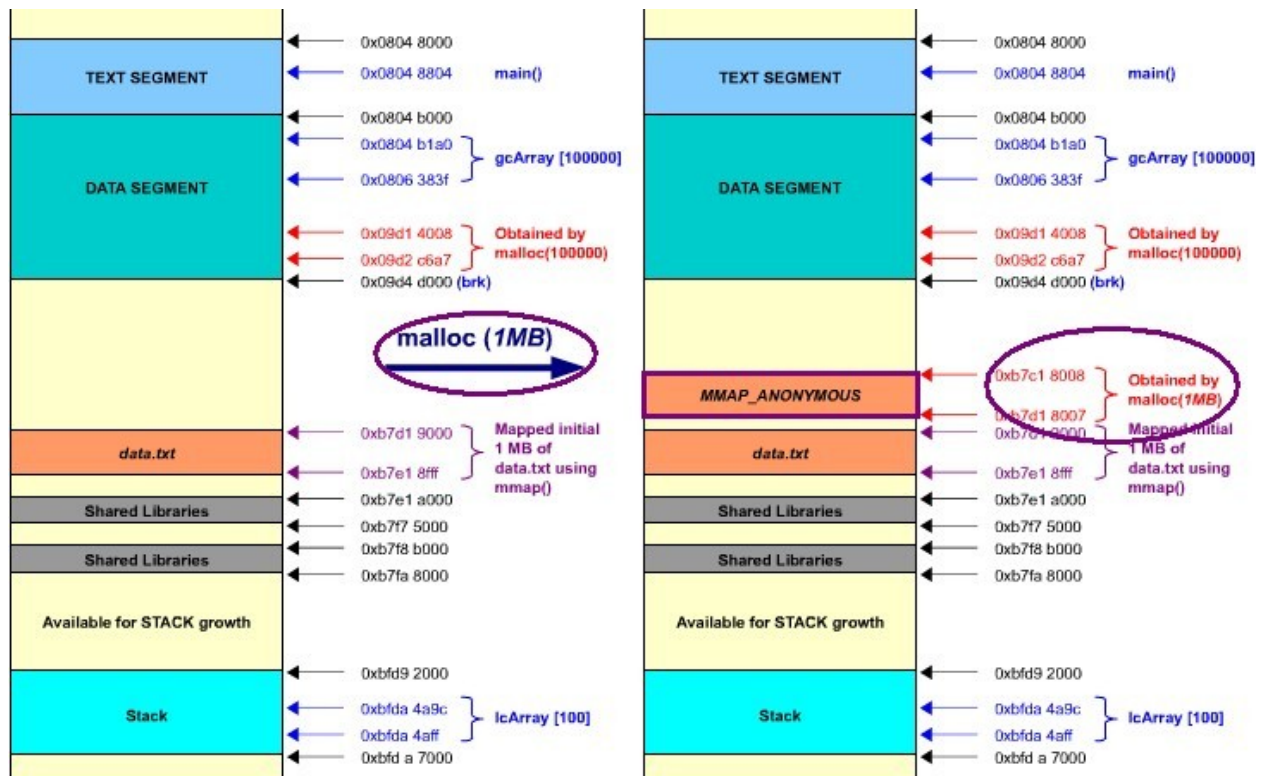 0x0804 8000
TEXT SEGMENT
0x0804 8804
main()
0x0804 b000
0x0804 b1a0
gcArray [100000]
DATA SEGMENT
0x0806 383f
0x09d1 4008
Obtained by
malloc(100000)
0x09d2 c6a7
0x09d4 d000 (brk)
malloc (1MB)
data.txt
0xb7d1 9000
Mapped initial
1 MB of
data.txt using
mmap()
0xb7e1 8fff
0xb7e1 a000
Shared Libraries
0xb7f7 5000
0xb7f8 b000
Shared Libraries
0xb7fa 8000
Available for STACK growth
0xbfd9 2000
Stack
0xbfda 4a9c
lcArray [100]
0xbfda 4aff
0xbfd a 7000
0x0804 8000
TEXT SEGMENT
0x0804 8804
main()
0x0804 b000
0x0804 b1a0
gcArray [100000]
DATA SEGMENT
0x0806 383f
0x09d1 4008
Obtained by
malloc(100000)
0x09d2 c6a7
0x09d4 d000 (brk)
0xb7c1 8008
MMAP_ANONYMOUS
Obtained by
malloc(1MB)
0xb7d1 8007
0xb7d1 9000
Mapped initial
1 MB of
data.txt using
mmap()
data.txt
0xb7e1 8fff
0xb7e1 a000
Shared Libraries
0xb7f7 5000
0xb7f8 b000
Shared Libraries
0xb7fa 8000
Available for STACK growth
0xbfd9 2000
Stack
0xbfda 4a9c
lcArray [100]
0xbfda 4aff
0xbfd a 7000